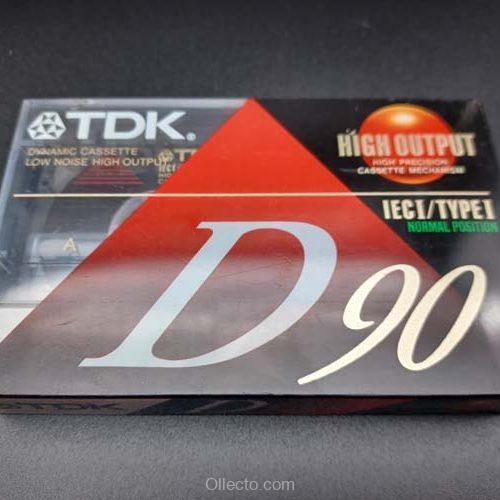 TDK®
DYNAMIC CASSETTE
LOW NOISE HIGH OUTPUT
HIGH OUTPUT
HIGH PRECISION
CASSETTE MECHANISM
IECI/TYPEI
NORMAL POSITION
A
D 90
TDK D 90
Ollecto.com